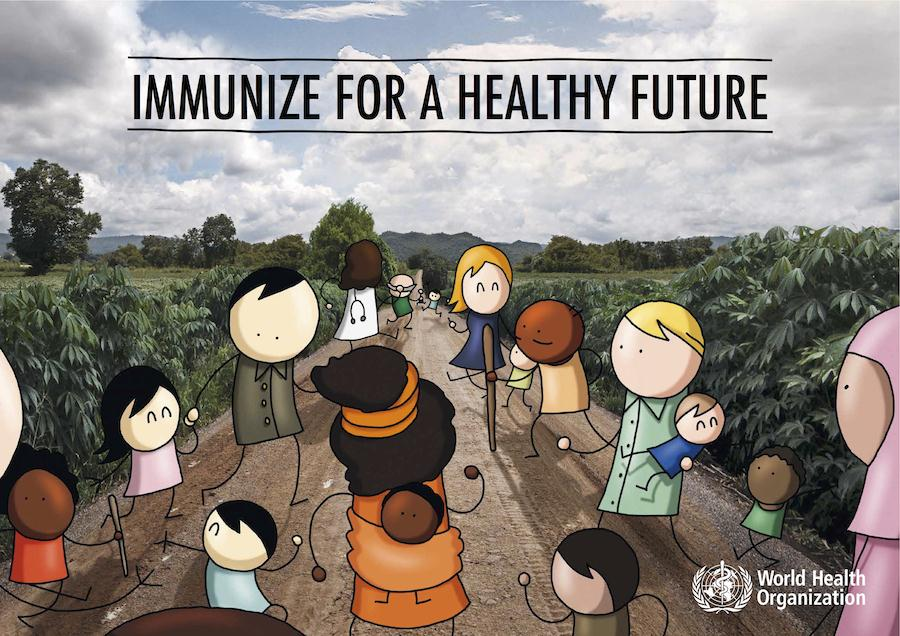 IMMUNIZE FOR A HEALTHY FUTURE
World Health
Organization